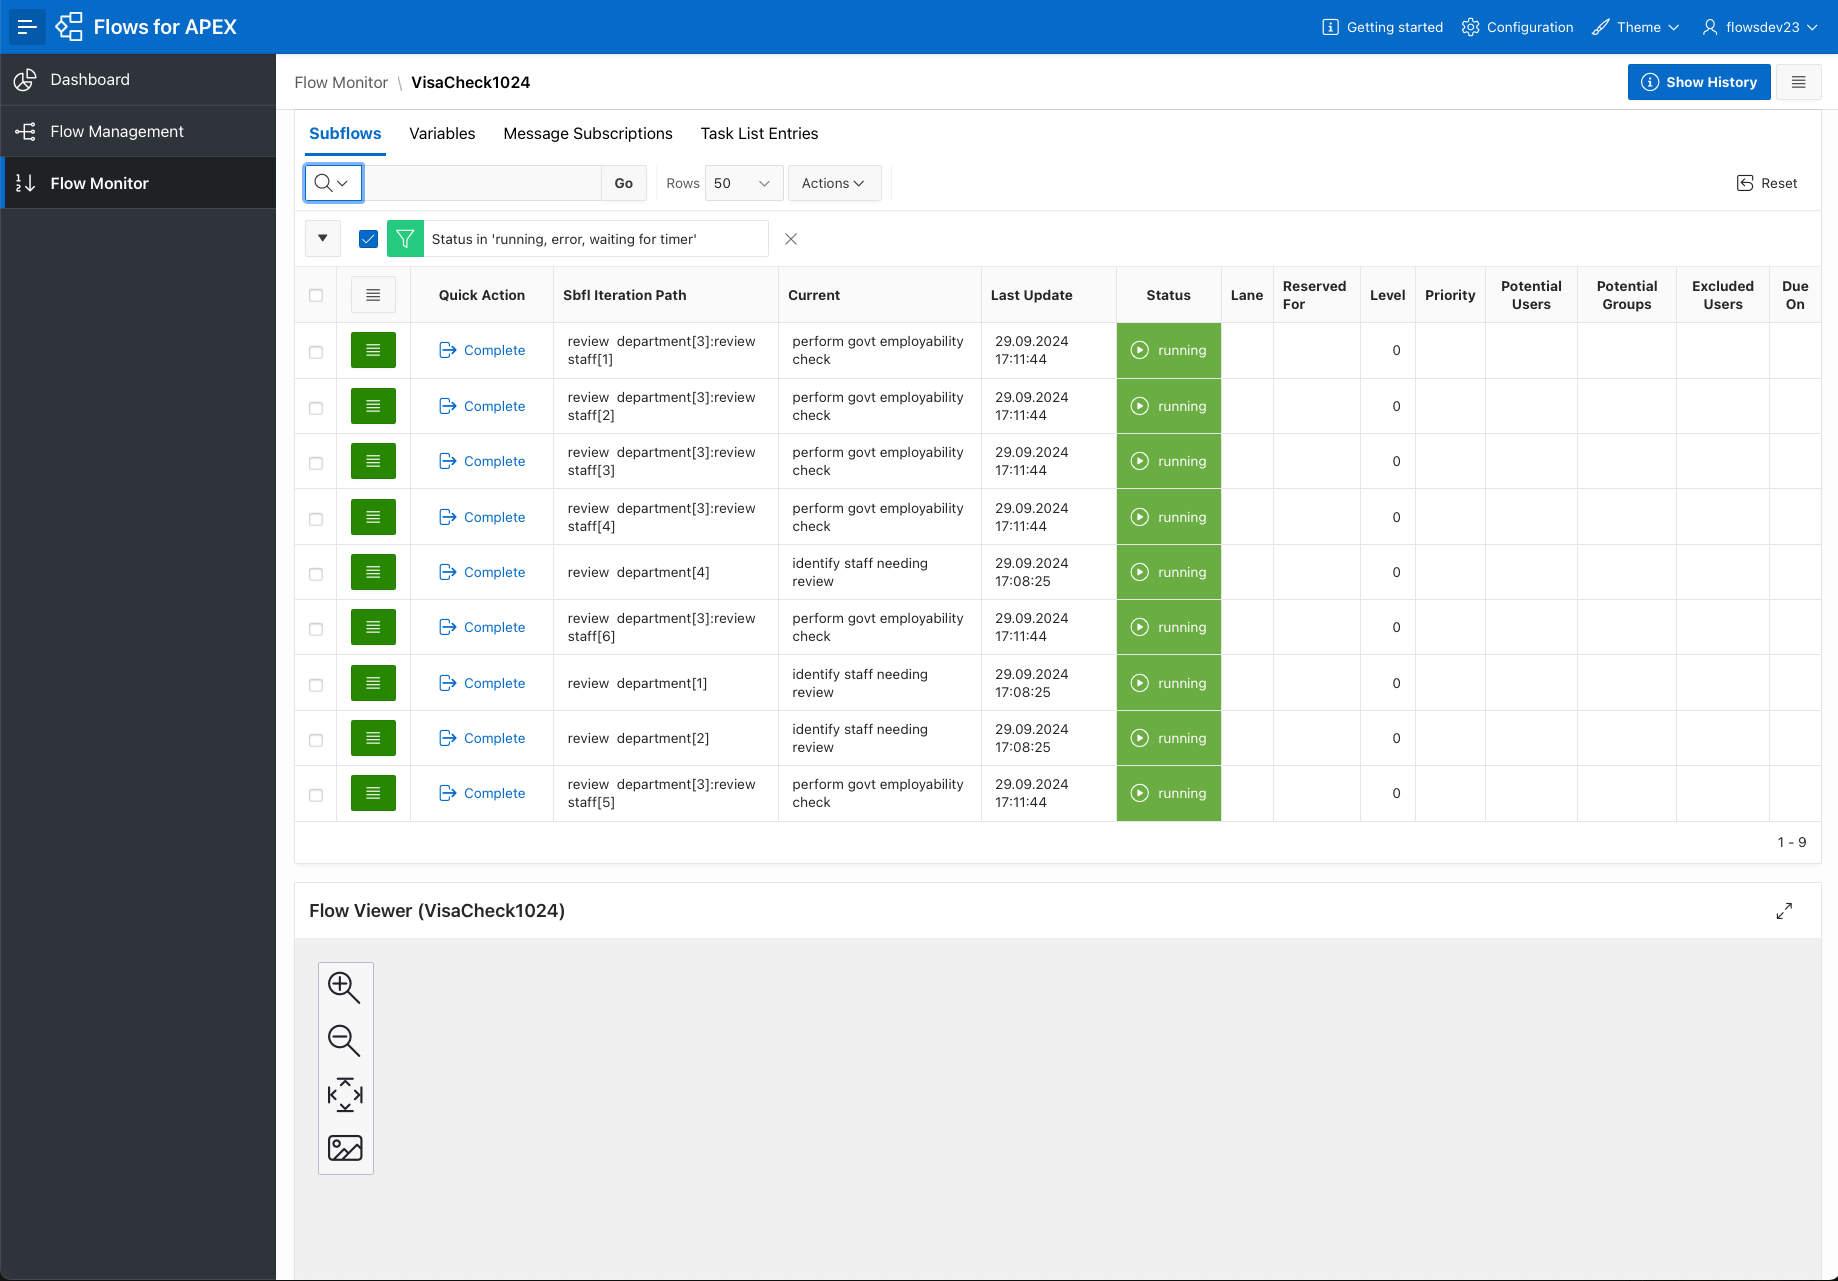 Flows for APEX
Getting started
Configuration
Theme
flowsdev23
Dashboard
Flow Management
Flow Monitor
Flow Monitor \ VisaCheck1024
Show History
Subflows
Variables
Message Subscriptions
Task List Entries
Go
Rows
50
Actions
Reset
Status in 'running, error, waiting for timer'
Quick Action
Sbfl Iteration Path
Current
Last Update
Status
Lane
Reserved
For
Level
Priority
Potential
Users
Potential
Groups
Excluded
Users
Due
On
Complete
review department[3]:review
staff[1]
perform govt employability
check
29.09.2024
17:11:44
running
0
Complete
review department[3]:review
staff[2]
perform govt employability
check
29.09.2024
17:11:44
running
0
Complete
review department[3]:review
staff[3]
perform govt employability
check
29.09.2024
17:11:44
running
0
Complete
review department[3]:review
staff[4]
perform govt employability
check
29.09.2024
17:11:44
running
0
Complete
review department[4]
identify staff needing
review
29.09.2024
17:08:25
running
0
Complete
review department[3]:review
staff[6]
perform govt employability
check
29.09.2024
17:11:44
running
0
Complete
review department[1]
identify staff needing
review
29.09.2024
17:08:25
running
0
Complete
review department[2]
identify staff needing
review
29.09.2024
17:08:25
running
0
Complete
review department[3]:review
staff[5]
perform govt employability
check
29.09.2024
17:11:44
running
0
1 - 9
Flow Viewer (VisaCheck1024)